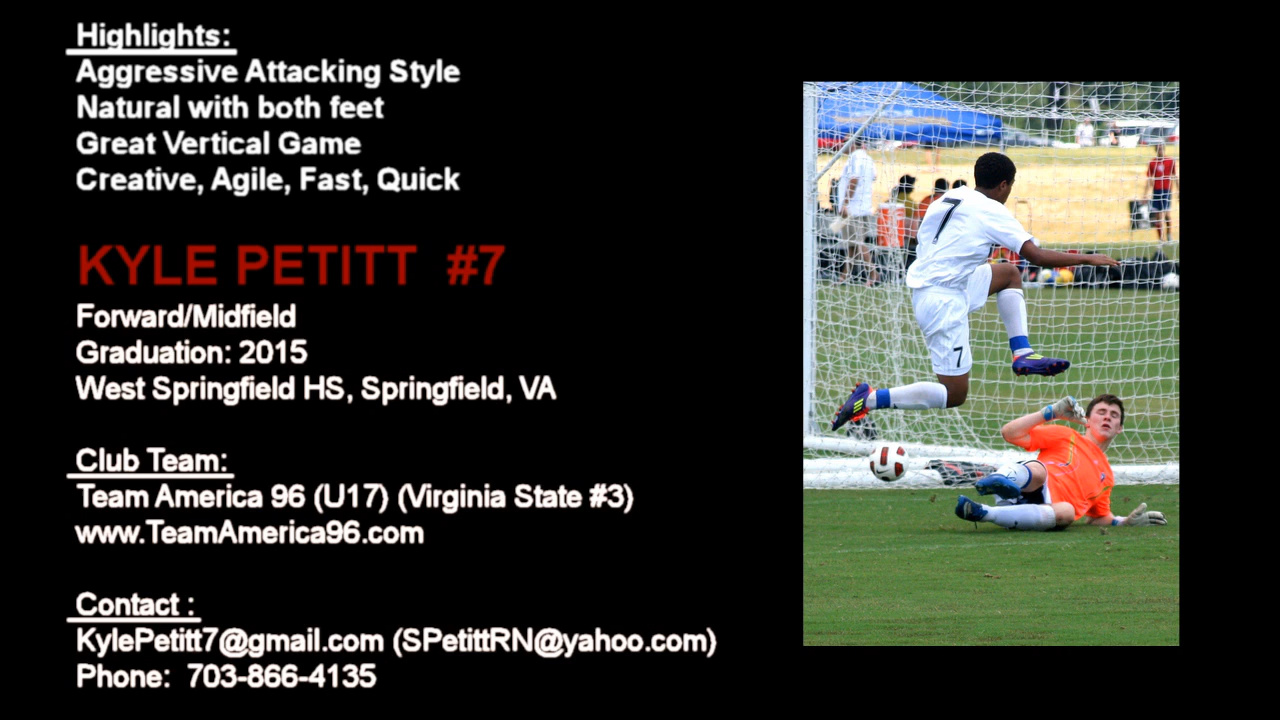 Highlights:
Aggressive Attacking Style
Natural with both feet
Great Vertical Game
Creative, Agile, Fast, Quick
KYLE PETITT #7
Forward/Midfield
Graduation: 2015
West Springfield HS, Springfield, VA
Club Team:
Team America 96 (U17) (Virginia State #3)
www.TeamAmerica96.com
Contact :
KylePetitt7@gmail.com (SPetittRN@yahoo.com)
Phone: 703-866-4135
7
7